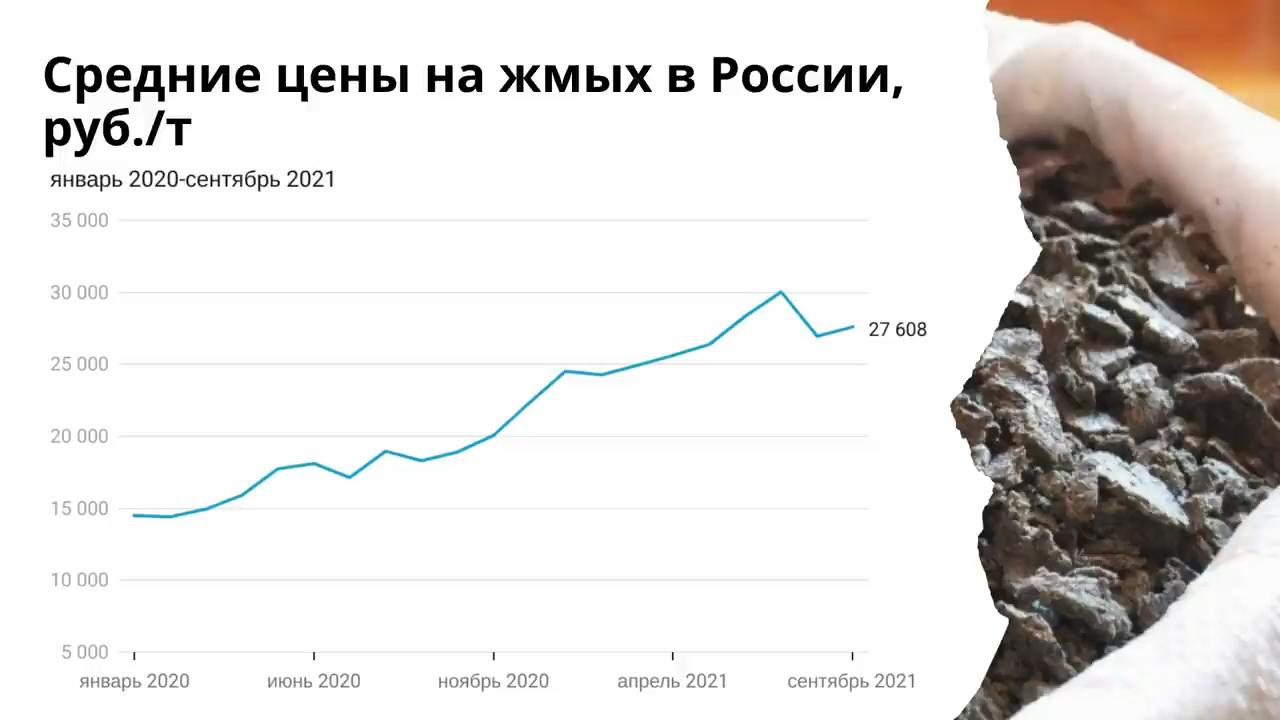 Средние цены на жмых в России,
руб./т
январь 2020-сентябрь 2021
35 000
30 000
27 608
25 000
20 000
15 000
10 000
5 000
январь 2020 июнь 2020 ноябрь 2020 апрель 2021 сентябрь 2021